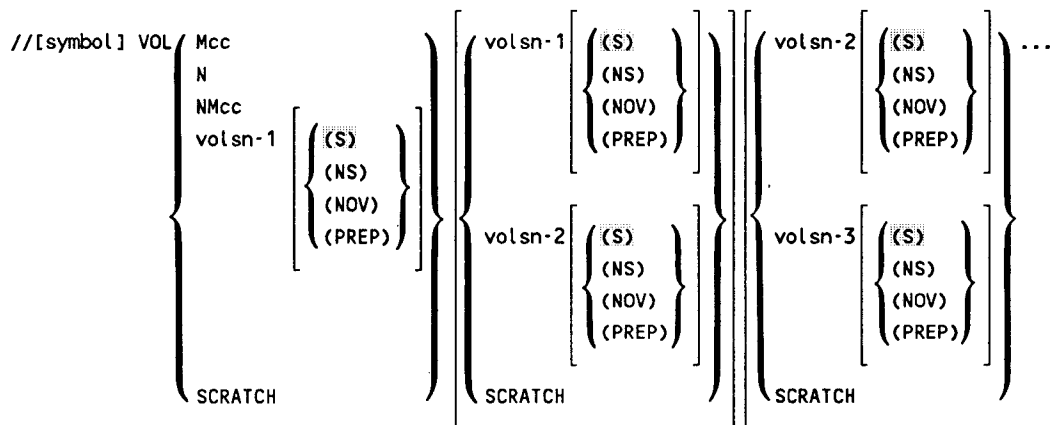 //[symbol] VOL Mcc volsn-1 (S) volsn-2 (S) ...
N (NS) (NS)
NMcc (NOV) (NOV)
volsn-1 (S) (PREP) (PREP)
(NS)
(NOV)
(PREP) volsn-2 (S) volsn-3 (S)
(NS) (NS)
(NOV) (NOV)
(PREP) (PREP)
SCRATCH SCRATCH SCRATCH